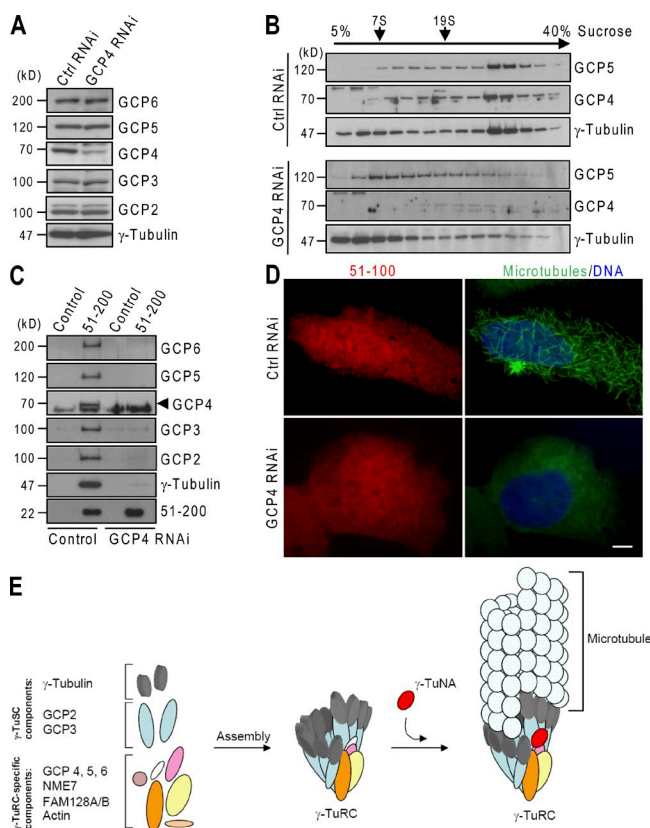 A
Ctrl RNAi
GCP4 RNAi
(kD)
200
GCP6
120
GCP5
70
GCP4
100
GCP3
100
GCP2
47
γ-Tubulin
B
5%
7S
19S
40%
Sucrose
(kD)
Ctrl RNAi
120
GCP5
70
GCP4
47
γ-Tubulin
GCP4 RNAi
120
GCP5
70
GCP4
47
γ-Tubulin
C
Control
51-200
Control
51-200
(kD)
200
GCP6
120
GCP5
70
GCP4
100
GCP3
100
GCP2
47
γ-Tubulin
22
51-200
Control
GCP4 RNAi
D
51-100
Microtubules/DNA
Ctrl RNAi
GCP4 RNAi
E
γ-TuSC
components:
γ-Tubulin
GCP2
GCP3
γ-TuRC-specific
components:
GCP 4, 5, 6
NME7
FAM128A/B
Actin
Assembly
γ-TuRC
γ-TuNA
Microtubule
γ-TuRC